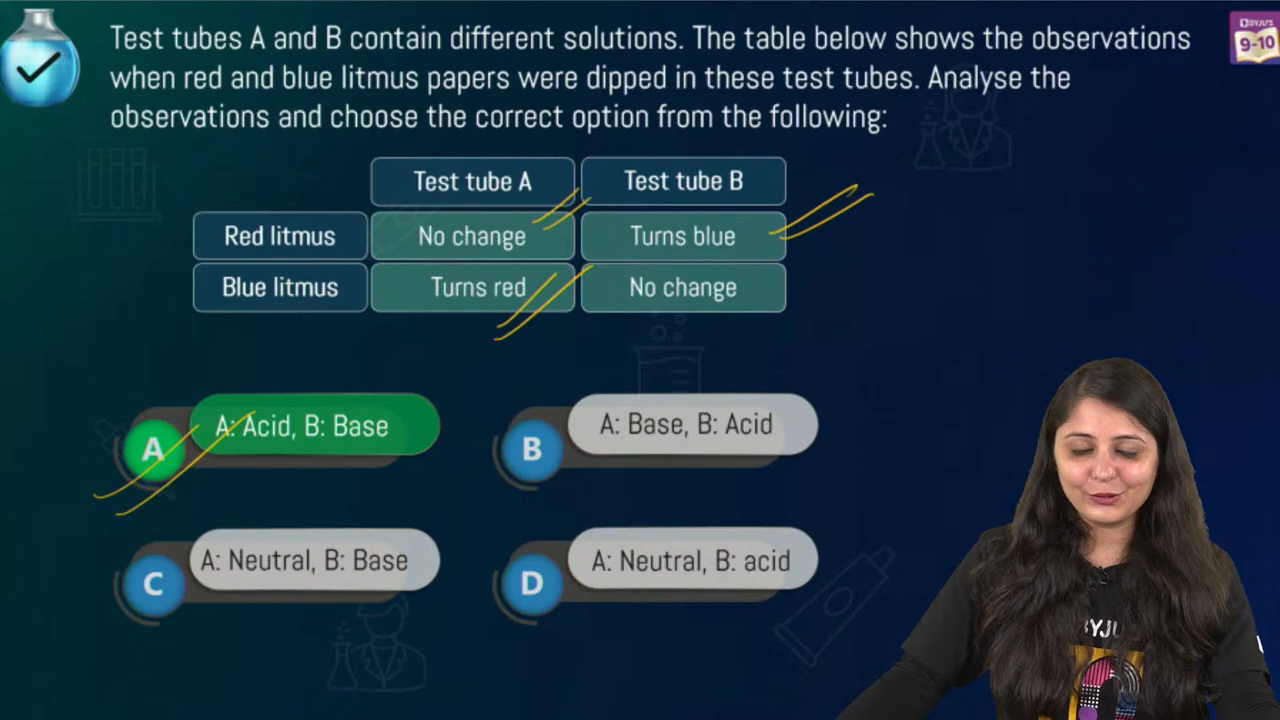 Test tubes A and B contain different solutions. The table below shows the observations
when red and blue litmus papers were dipped in these test tubes. Analyse the
observations and choose the correct option from the following:
BYJU'S
9-10
Test tube A Test tube B
Red litmus No change Turns blue
Blue litmus Turns red No change
A A: Acid, B: Base
B A: Base, B: Acid
C A: Neutral, B: Base
D A: Neutral, B: acid
BYJU